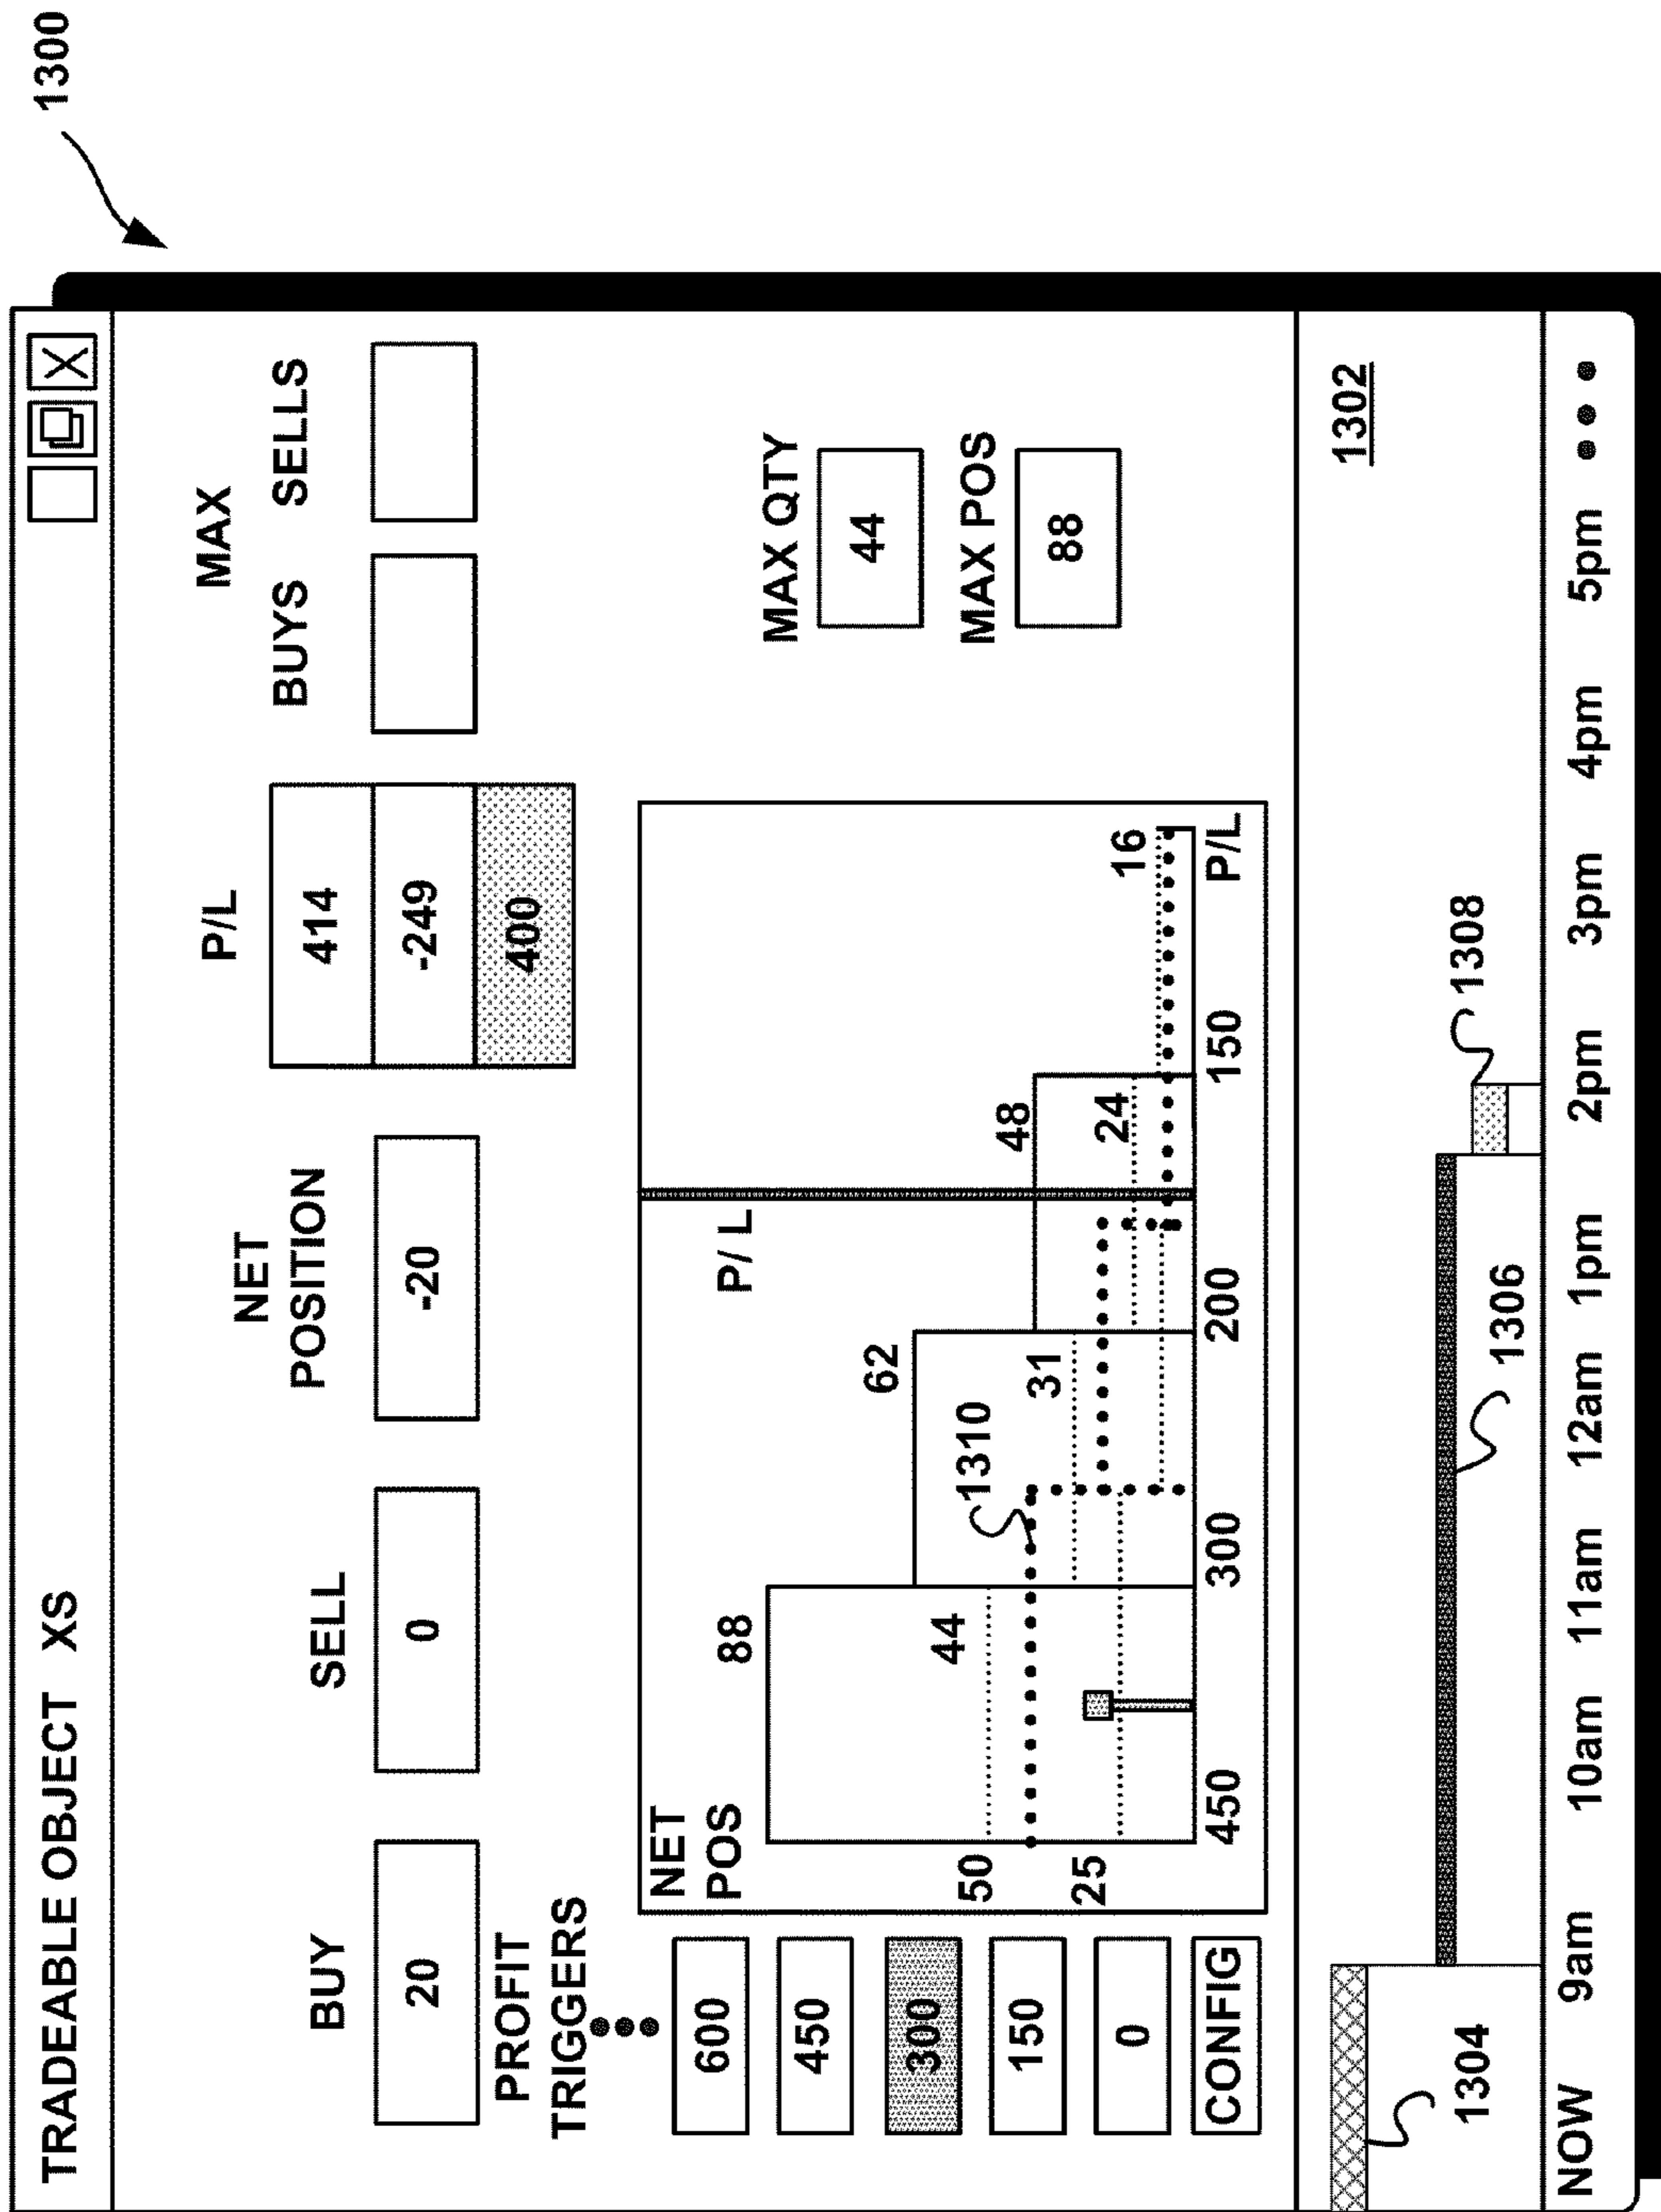 1300
TRADEABLE OBJECT XS
X
BUY
SELL
NET
POSITION
P/L
MAX
BUYS
SELLS
20
0
-20
414
-249
400
PROFIT
TRIGGERS
600
450
300
150
0
CONFIG
NET
POS
50
25
88
44
1310
62
31
P/L
48
24
16
450
300
200
150
P/L
MAX QTY
44
MAX POS
88
1302
1304
1306
1308
NOW 9am 10am 11am 12am 1pm 2pm 3pm 4pm 5pm